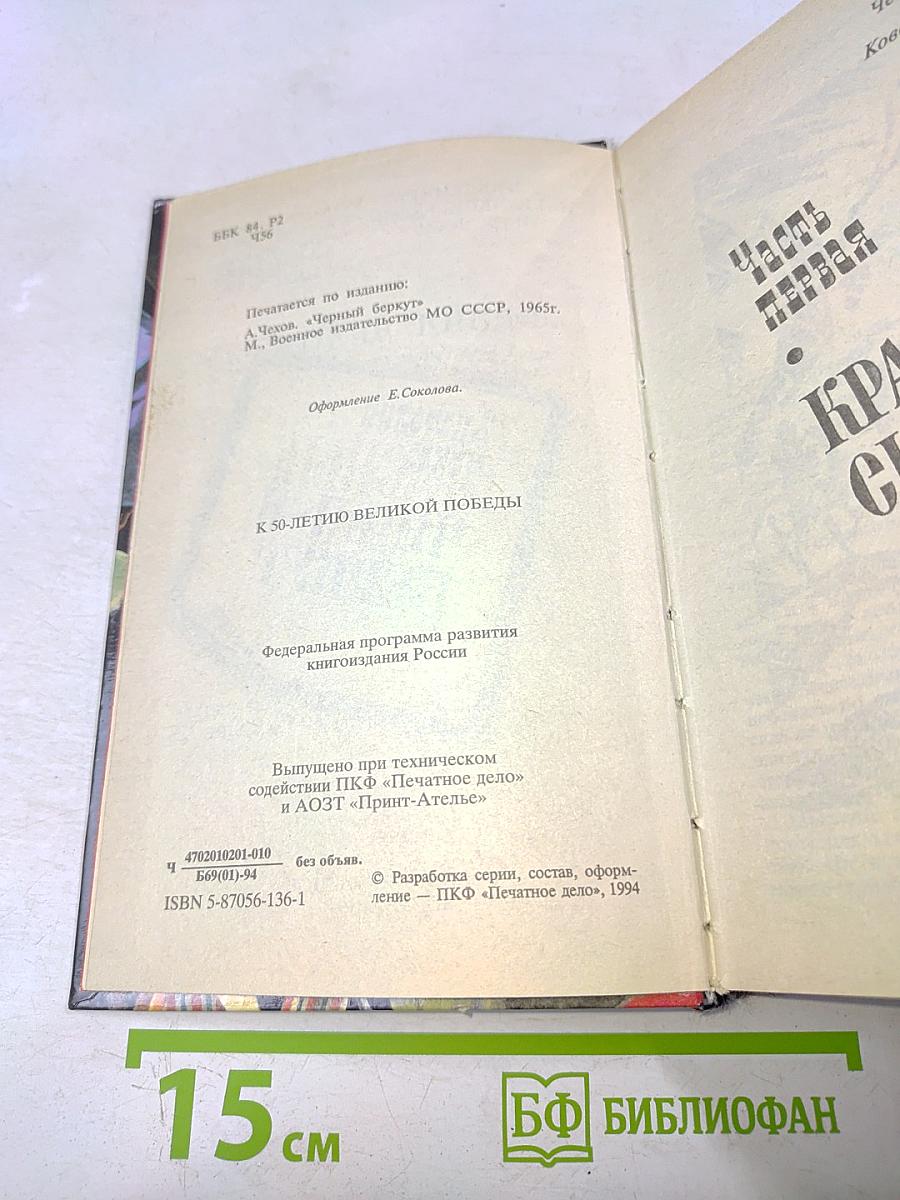 ББК 84. Р2
Ч56
Печатается по изданию:
А.Чехов. «Черный беркут»
М., Военное издательство МО СССР, 1965г.
Оформление Е.Соколова.
К 50-ЛЕТИЮ ВЕЛИКОЙ ПОБЕДЫ
Федеральная программа развития
книгоиздания России
Выпущено при техническом
содействии ПКФ «Печатное дело»
и АОЗТ «Принт-Ателье»
Ч 4702010201-010 без объяв.
Б69(01)-94
ISBN 5-87056-136-1
© Разработка серии, состав, оформ-
ление — ПКФ «Печатное дело», 1994
Часть
первая
КРА
15 см
БФ БИБЛИОФАН